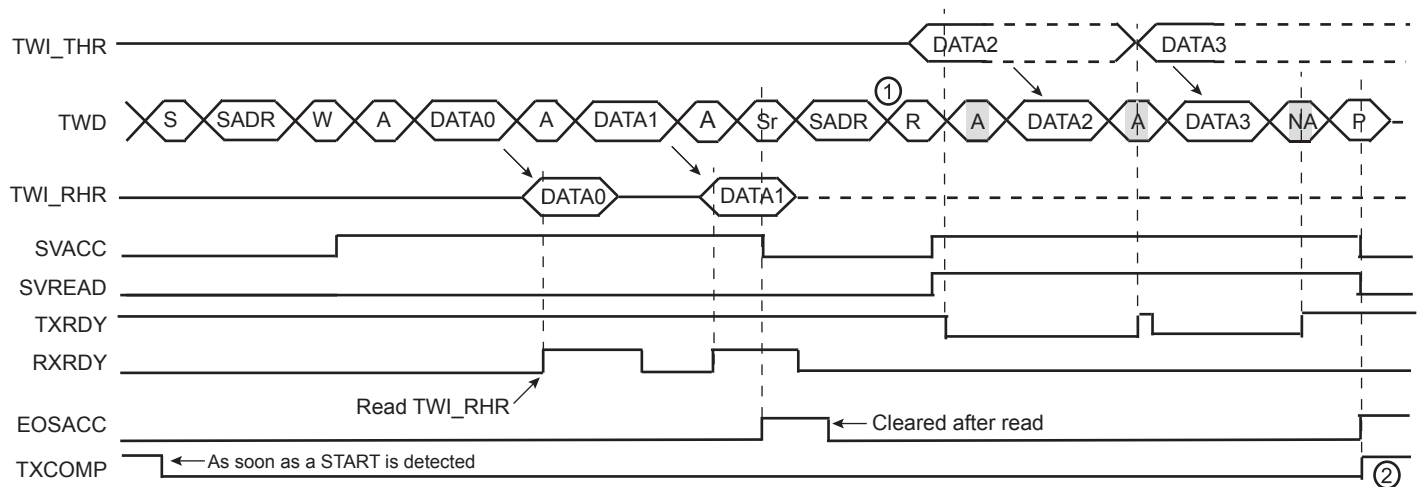 TWI_THR DATA2 DATA3
①
TWD S SADR W A DATA0 A DATA1 A Sr SADR R A DATA2 A DATA3 NA P
TWI_RHR DATA0 DATA1
SVACC
SVREAD
TXRDY
RXRDY
Read TWI_RHR
EOSACC Cleared after read
TXCOMP As soon as a START is detected ②